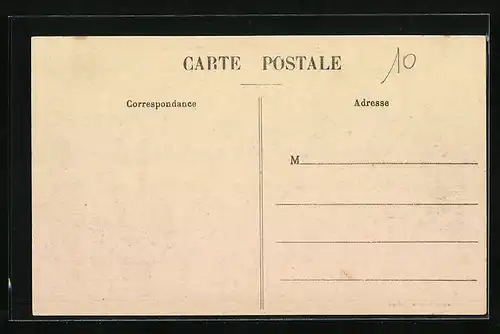 CARTE POSTALE
10
Correspondance
Adresse
M